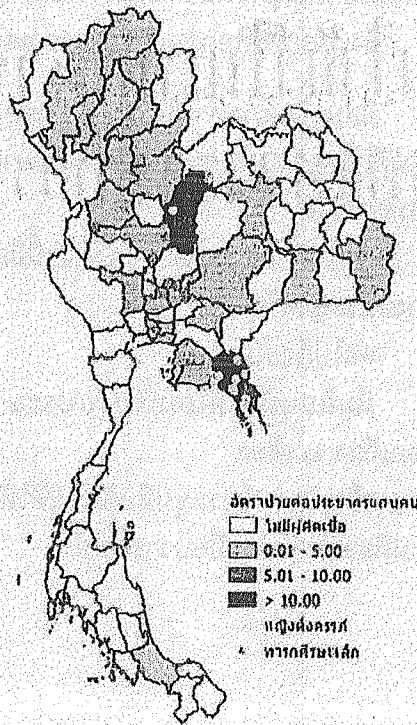 อัตราป่วยต่อประชากรแสนคน
ไม่มีผู้ติดเชื้อ
0.01 - 5.00
5.01 - 10.00
> 10.00
หญิงตั้งครรภ์
ทารกศีรษะเล็ก